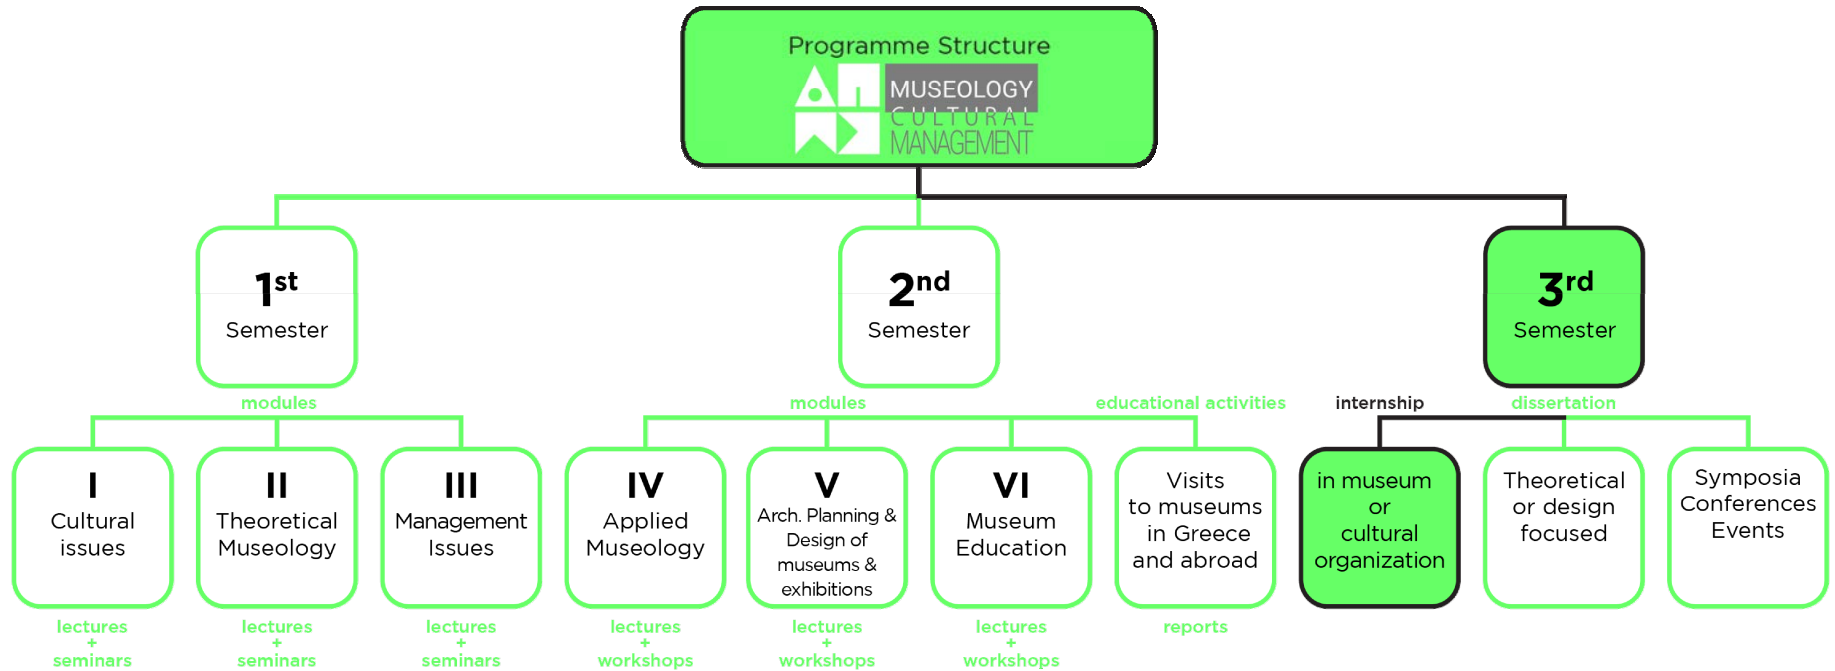 Programme Structure
MUSEOLOGY
CULTURAL
MANAGEMENT
1st
Semester
2nd
Semester
3rd
Semester
modules
modules
educational activities
internship
dissertation
I
Cultural
issues
II
Theoretical
Museology
III
Management
Issues
IV
Applied
Museology
V
Arch. Planning &
Design of
museums &
exhibitions
VI
Museum
Education
Visits
to museums
in Greece
and abroad
in museum
or
cultural
organization
Theoretical
or design
focused
Symposia
Conferences
Events
lectures
+
seminars
lectures
+
seminars
lectures
+
seminars
lectures
+
workshops
lectures
+
workshops
lectures
+
workshops
reports